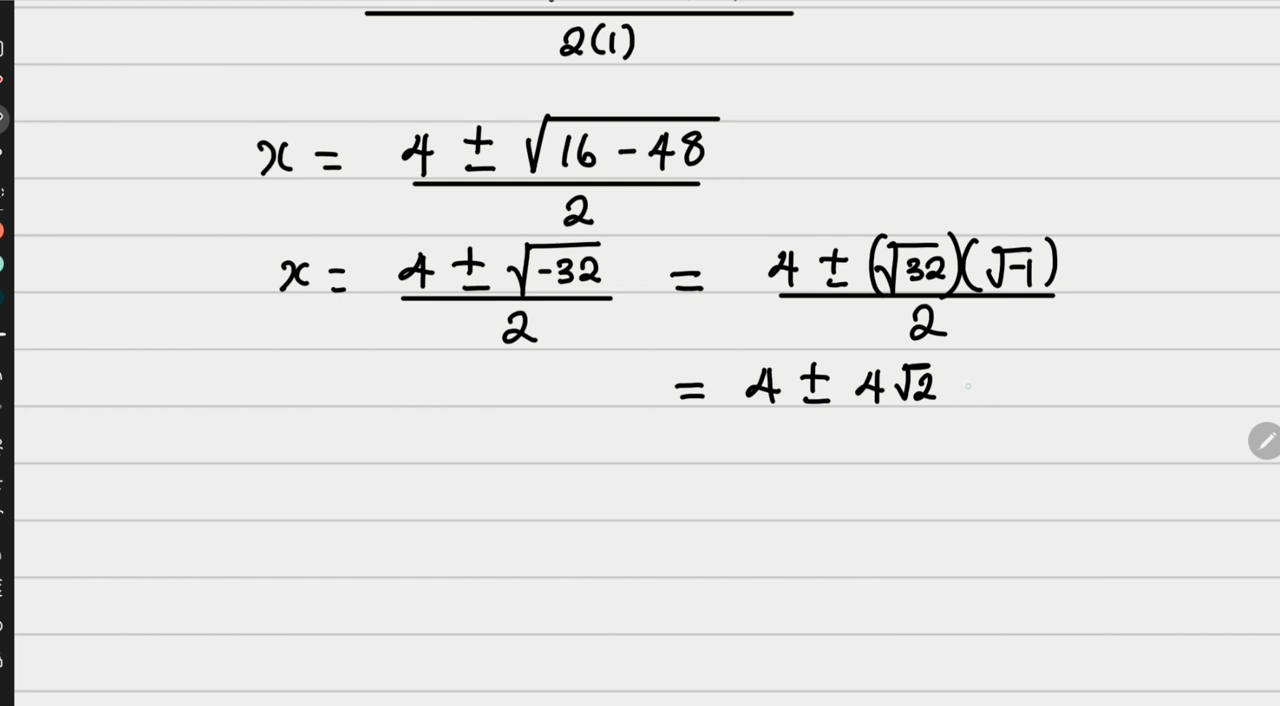 2(1)
x = 4 ± √16 - 48
2
x = 4 ± √-32 = 4 ± (√32)(√-1)
2 2
= 4 ± 4√2